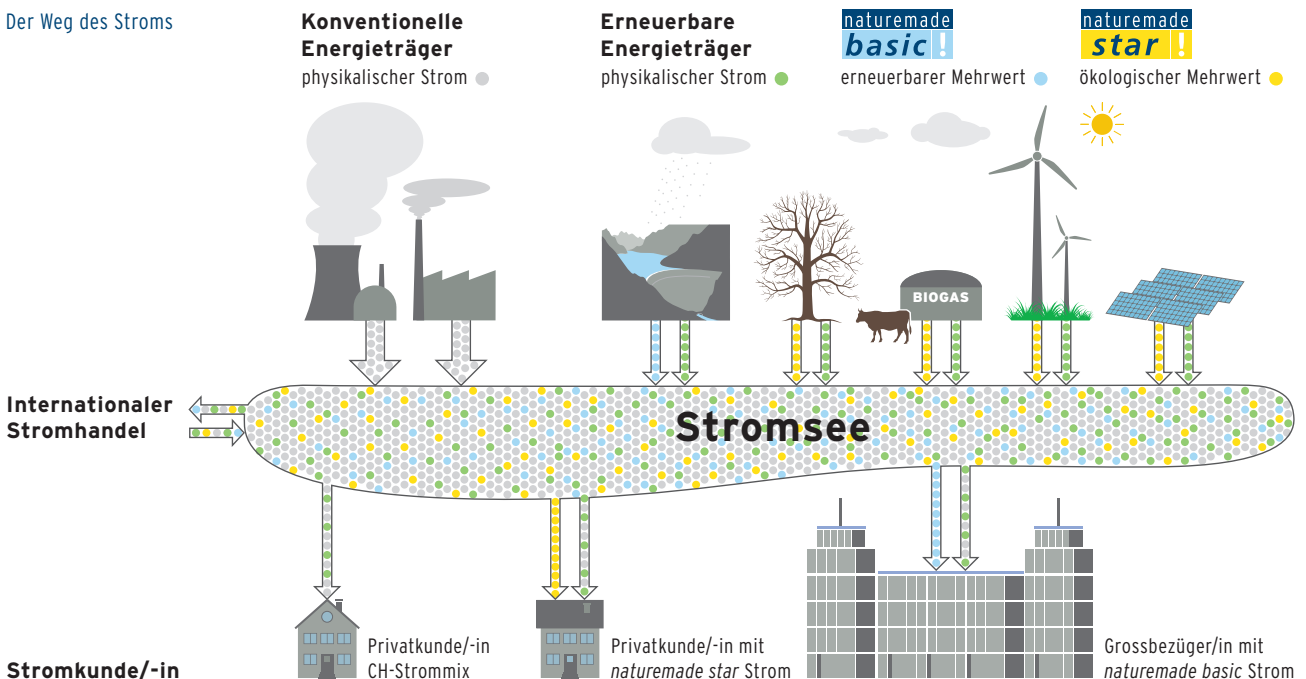 Der Weg des Stroms
Konventionelle
Energieträger
physikalischer Strom
Erneuerbare
Energieträger
physikalischer Strom
naturemade
basic!
erneuerbarer Mehrwert
naturemade
star!
ökologischer Mehrwert
BIOGAS
Internationaler
Stromhandel
Stromsee
Stromkunde/-in
Privatkunde/-in
CH-Strommix
Privatkunde/-in mit
naturemade star Strom
Grossbezüger/in mit
naturemade basic Strom